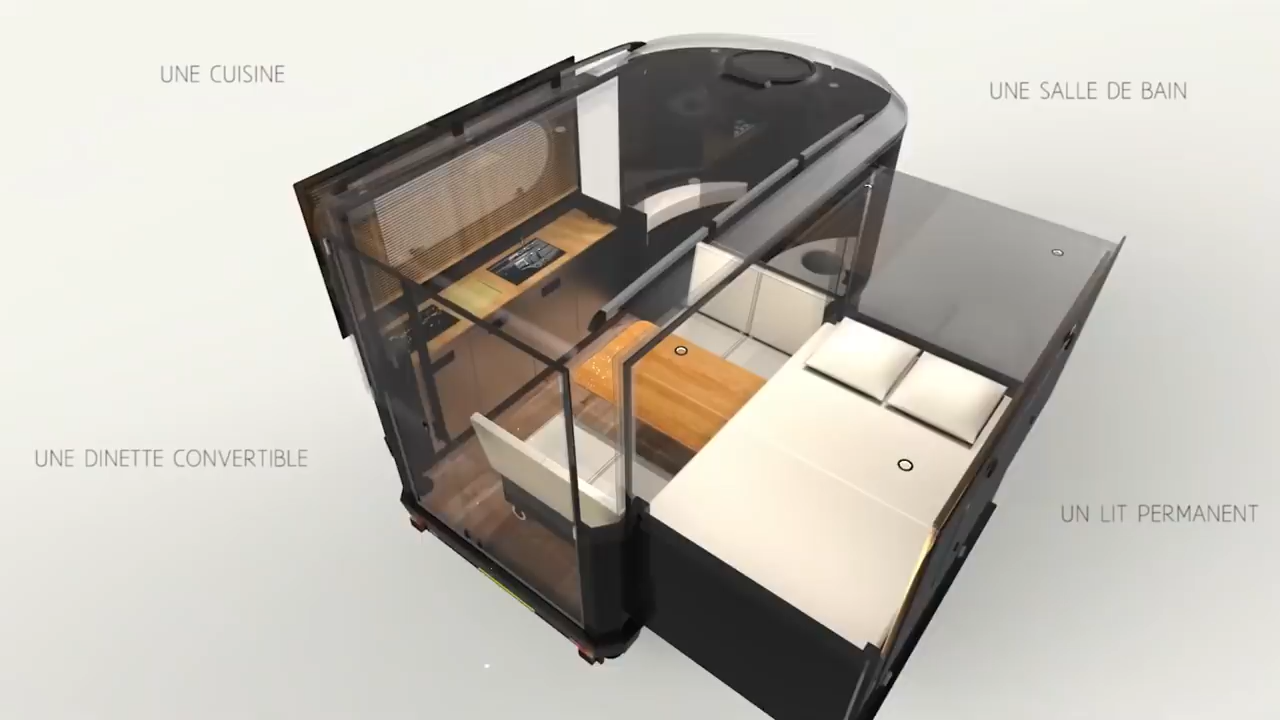 UNE CUISINE
UNE SALLE DE BAIN
UNE DINETTE CONVERTIBLE
UN LIT PERMANENT